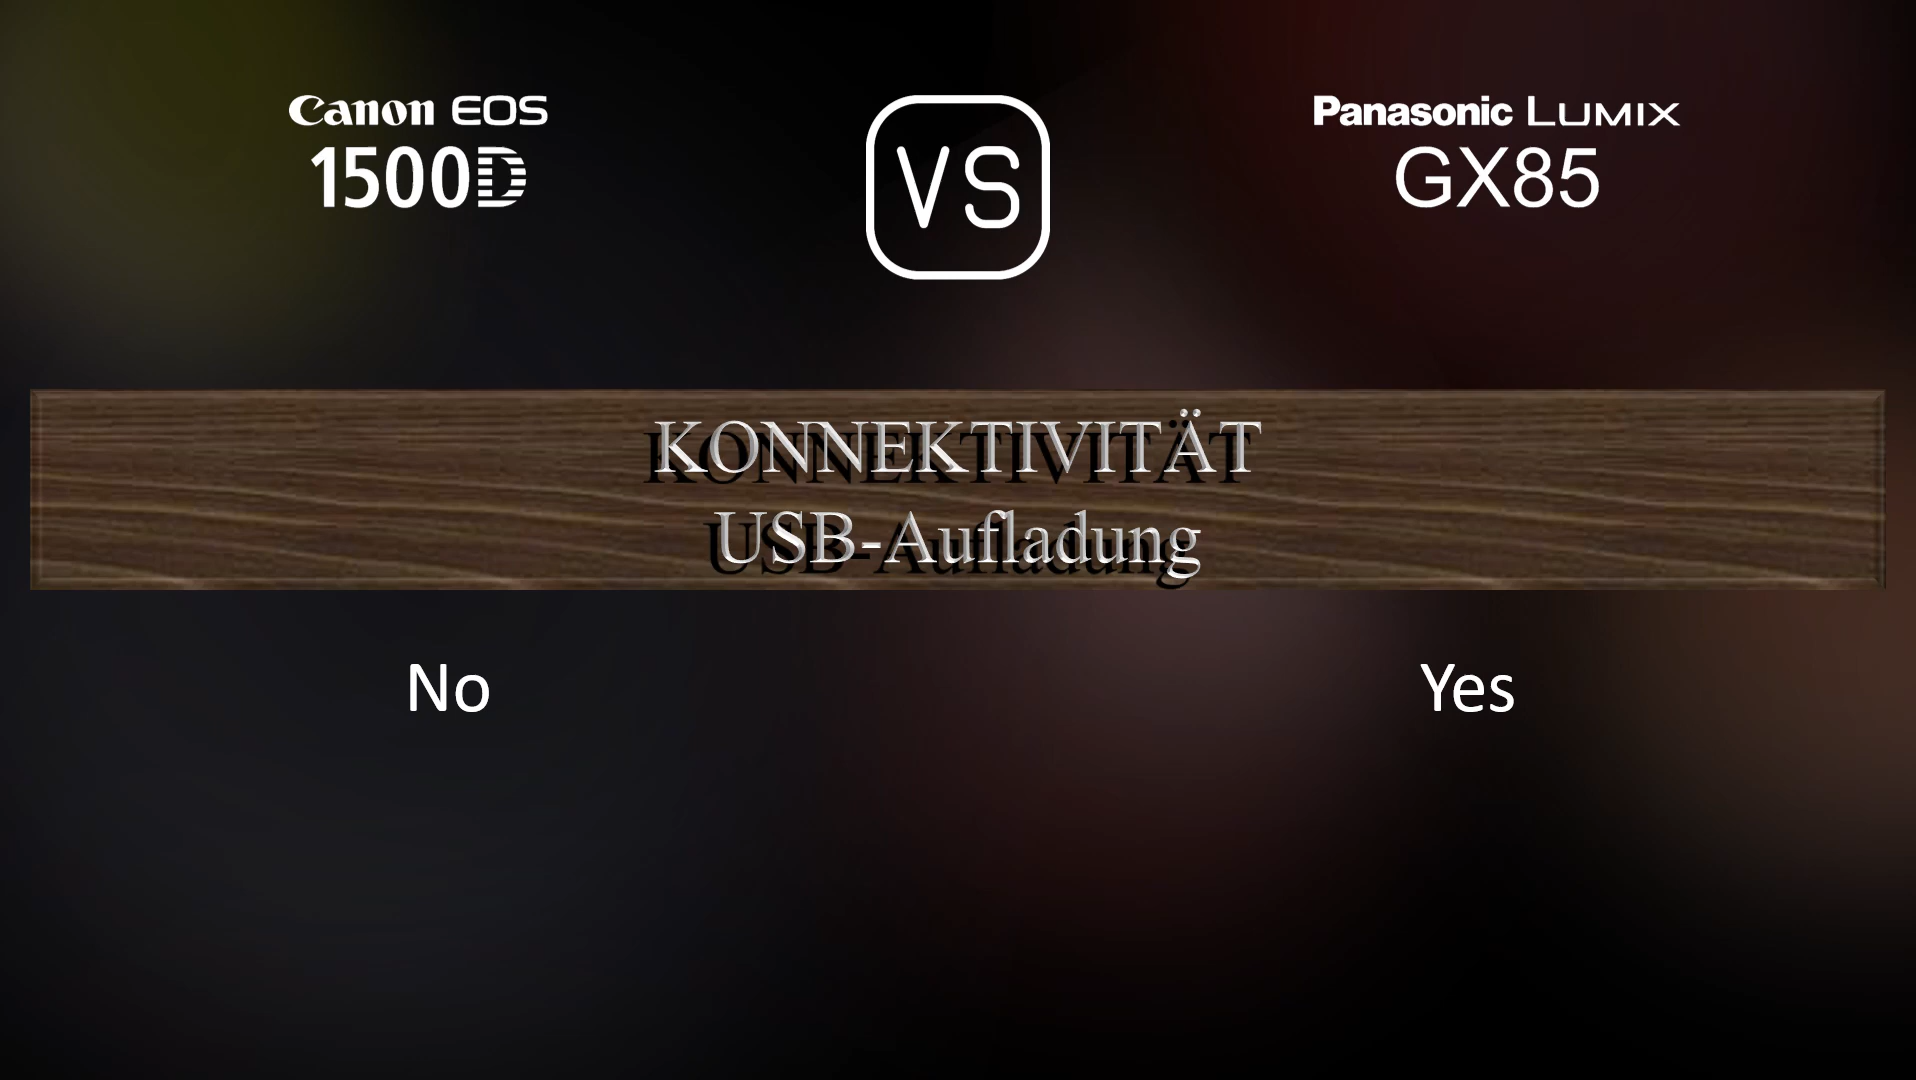 Canon EOS
1500D
VS
Panasonic LUMIX
GX85
KONNEKTIVITÄT
USB-Aufladung
No
Yes